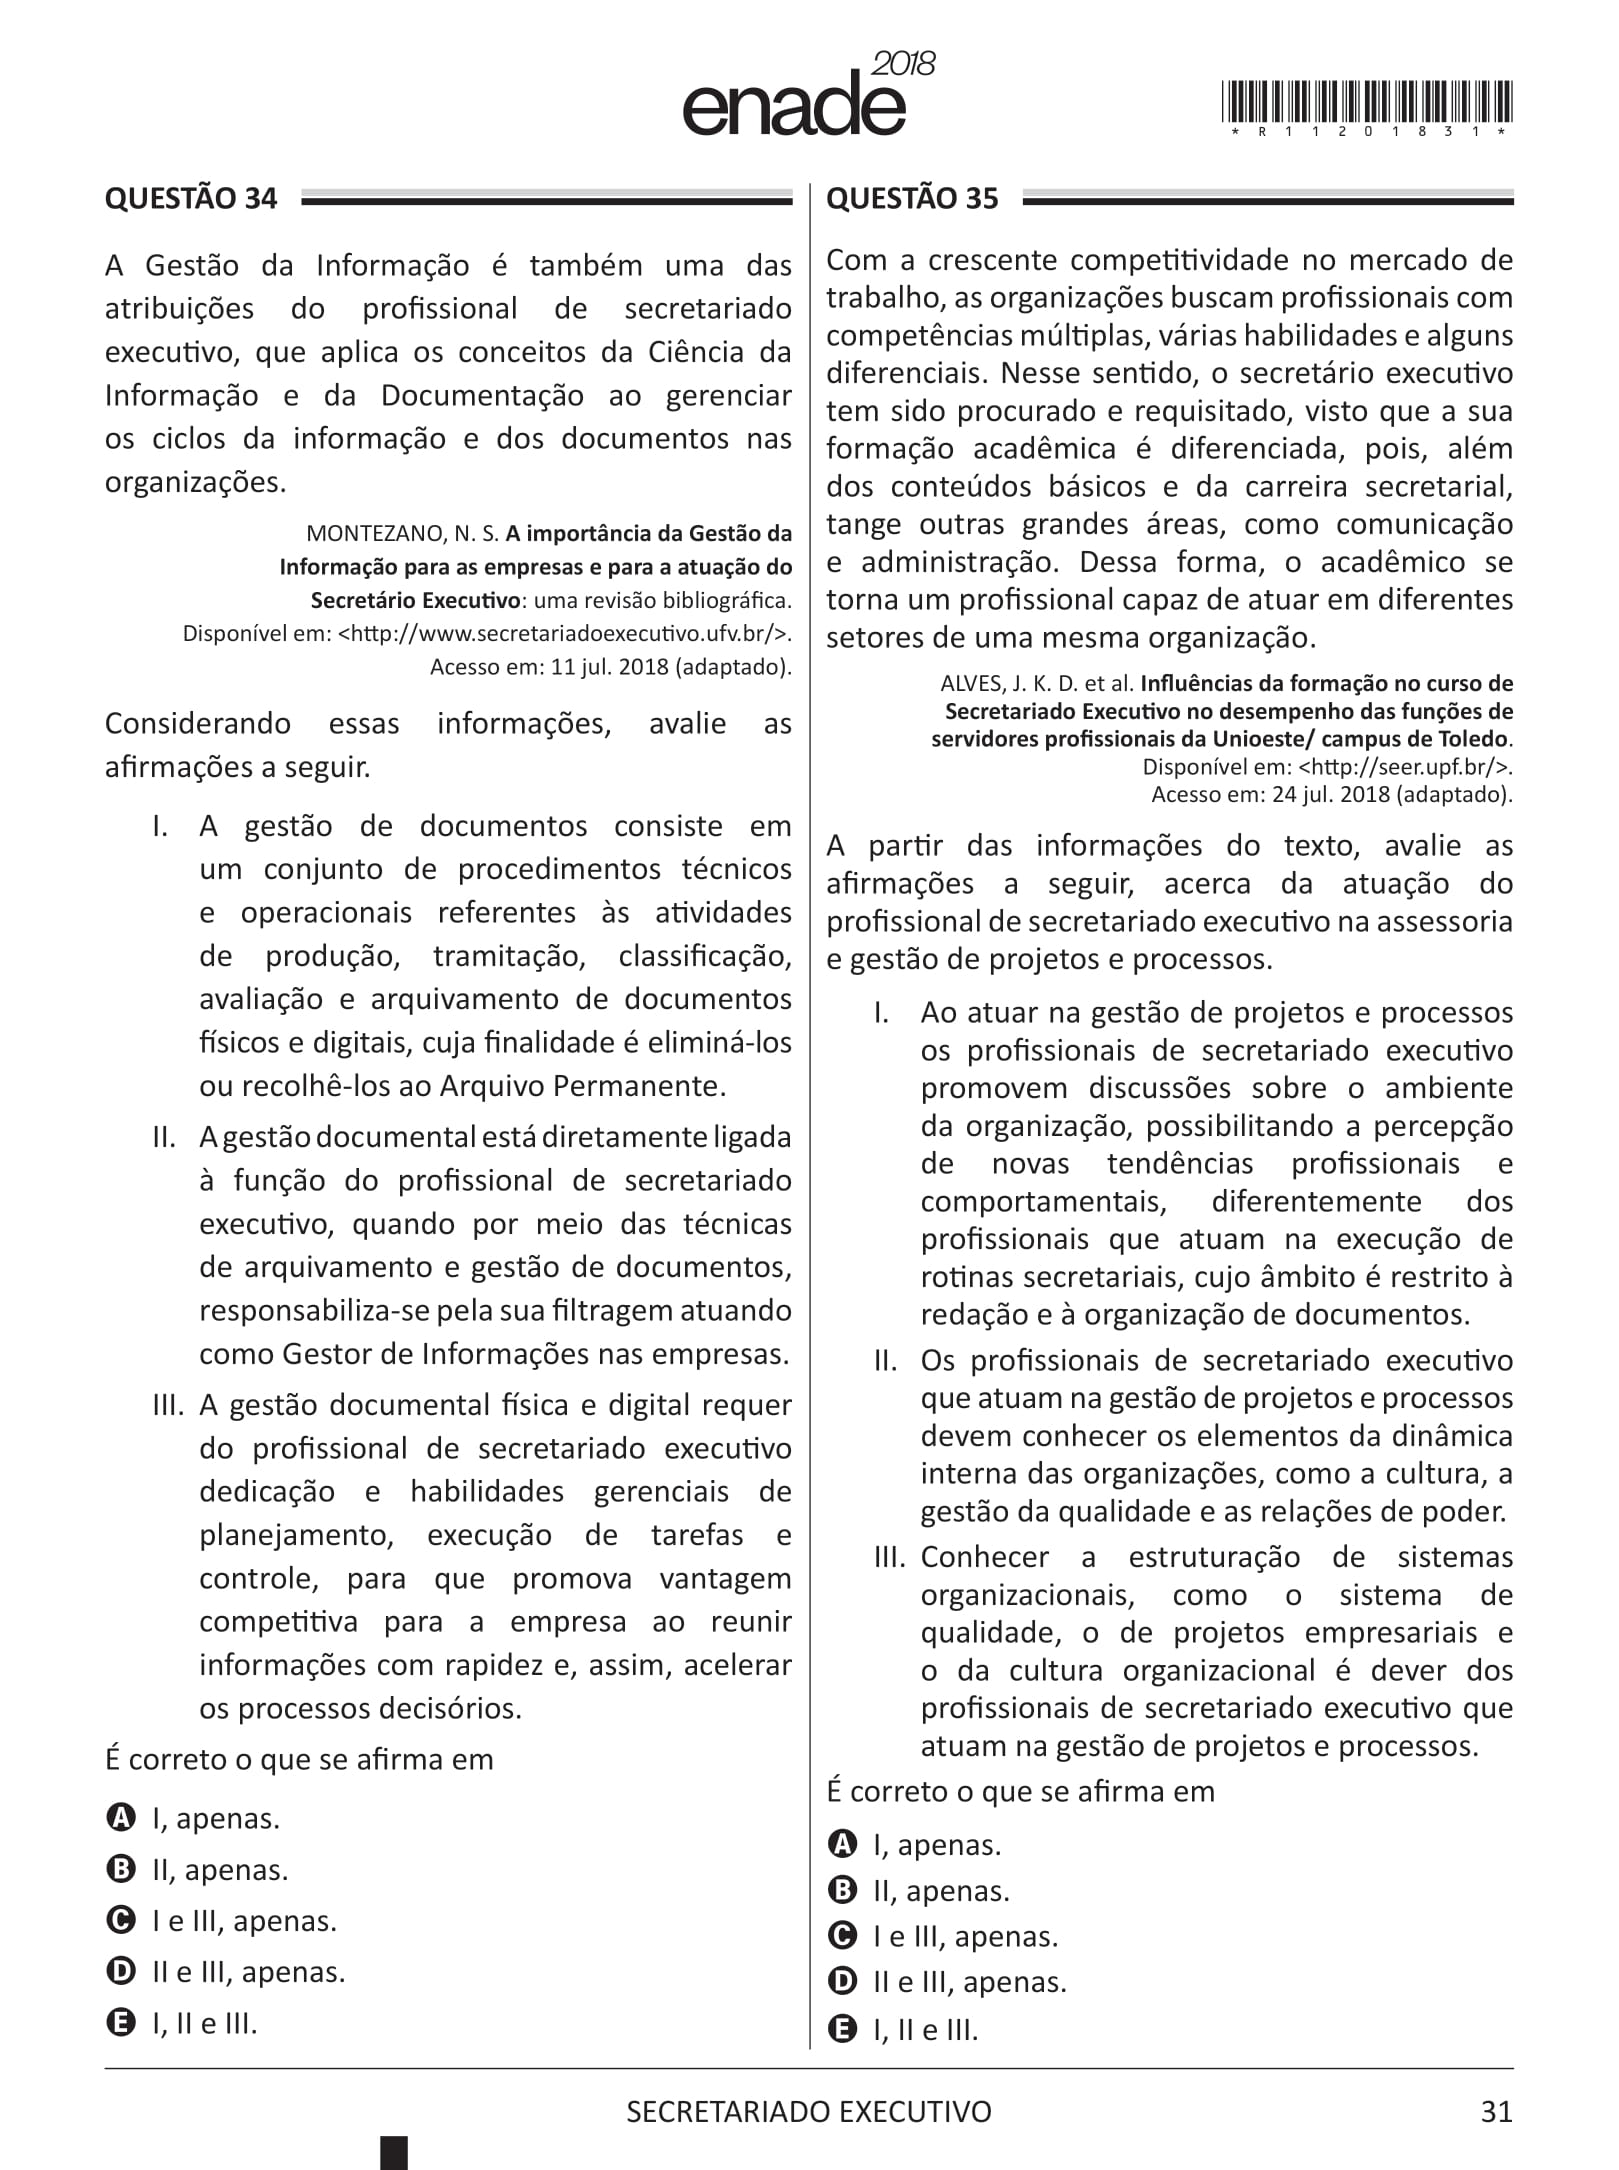 enade 2018
*R11201831*
QUESTÃO 34
A Gestão da Informação é também uma das
atribuições do profissional de secretariado
executivo, que aplica os conceitos da Ciência da
Informação e da Documentação ao gerenciar
os ciclos da informação e dos documentos nas
organizações.
MONTEZANO, N. S. A importância da Gestão da
Informação para as empresas e para a atuação do
Secretário Executivo: uma revisão bibliográfica.
Disponível em: <http://www.secretariadoexecutivo.ufv.br/>.
Acesso em: 11 jul. 2018 (adaptado).
Considerando essas informações, avalie as
afirmações a seguir.
I. A gestão de documentos consiste em
um conjunto de procedimentos técnicos
e operacionais referentes às atividades
de produção, tramitação, classificação,
avaliação e arquivamento de documentos
físicos e digitais, cuja finalidade é eliminá-los
ou recolhê-los ao Arquivo Permanente.
II. A gestão documental está diretamente ligada
à função do profissional de secretariado
executivo, quando por meio das técnicas
de arquivamento e gestão de documentos,
responsabiliza-se pela sua filtragem atuando
como Gestor de Informações nas empresas.
III. A gestão documental física e digital requer
do profissional de secretariado executivo
dedicação e habilidades gerenciais de
planejamento, execução de tarefas e
controle, para que promova vantagem
competitiva para a empresa ao reunir
informações com rapidez e, assim, acelerar
os processos decisórios.
É correto o que se afirma em
A I, apenas.
B II, apenas.
C I e III, apenas.
D II e III, apenas.
E I, II e III.
QUESTÃO 35
Com a crescente competitividade no mercado de
trabalho, as organizações buscam profissionais com
competências múltiplas, várias habilidades e alguns
diferenciais. Nesse sentido, o secretário executivo
tem sido procurado e requisitado, visto que a sua
formação acadêmica é diferenciada, pois, além
dos conteúdos básicos e da carreira secretarial,
tange outras grandes áreas, como comunicação
e administração. Dessa forma, o acadêmico se
torna um profissional capaz de atuar em diferentes
setores de uma mesma organização.
ALVES, J. K. D. et al. Influências da formação no curso de
Secretariado Executivo no desempenho das funções de
servidores profissionais da Unioeste/ campus de Toledo.
Disponível em: <http://seer.upf.br/>.
Acesso em: 24 jul. 2018 (adaptado).
A partir das informações do texto, avalie as
afirmações a seguir, acerca da atuação do
profissional de secretariado executivo na assessoria
e gestão de projetos e processos.
I. Ao atuar na gestão de projetos e processos
os profissionais de secretariado executivo
promovem discussões sobre o ambiente
da organização, possibilitando a percepção
de novas tendências profissionais e
comportamentais, diferentemente dos
profissionais que atuam na execução de
rotinas secretariais, cujo âmbito é restrito à
redação e à organização de documentos.
II. Os profissionais de secretariado executivo
que atuam na gestão de projetos e processos
devem conhecer os elementos da dinâmica
interna das organizações, como a cultura, a
gestão da qualidade e as relações de poder.
III. Conhecer a estruturação de sistemas
organizacionais, como o sistema de
qualidade, o de projetos empresariais e
o da cultura organizacional é dever dos
profissionais de secretariado executivo que
atuam na gestão de projetos e processos.
É correto o que se afirma em
A I, apenas.
B II, apenas.
C I e III, apenas.
D II e III, apenas.
E I, II e III.
SECRETARIADO EXECUTIVO
31